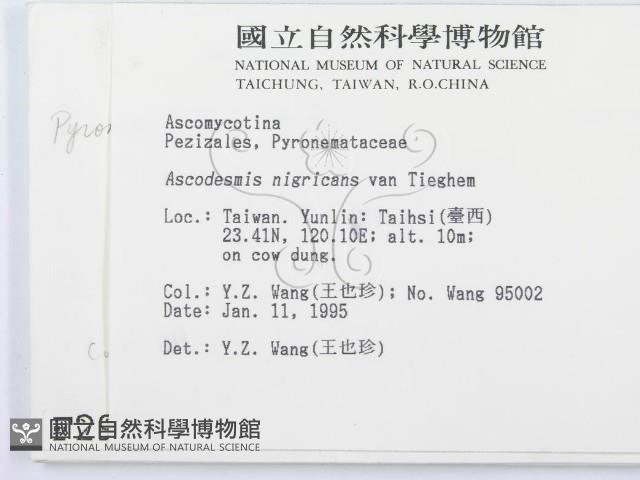 國立自然科學博物館
NATIONAL MUSEUM OF NATURAL SCIENCE
TAICHUNG, TAIWAN, R.O.CHINA
Ascomycotina
Pezizales, Pyronemataceae
Ascodesmis nigricans van Tieghem
Loc.: Taiwan. Yunlin: Taihsi(臺西)
23.41N, 120.10E; alt. 10m;
on cow dung.
Col.: Y.Z. Wang(王也珍); No. Wang 95002
Date: Jan. 11, 1995
Det.: Y.Z. Wang(王也珍)
國立自然科學博物館
NATIONAL MUSEUM OF NATURAL SCIENCE